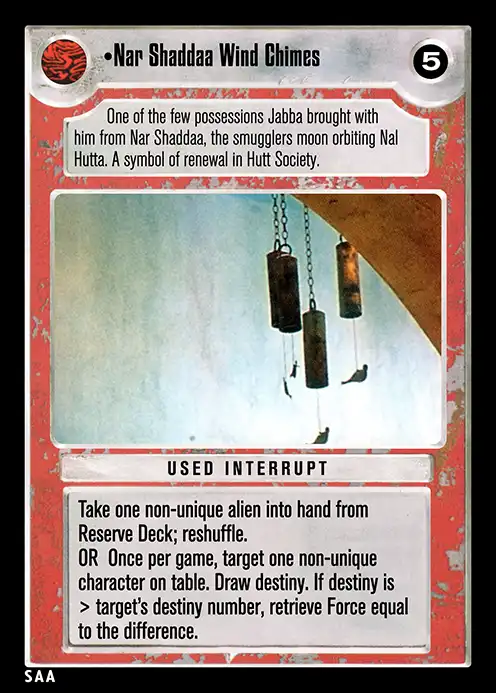 •Nar Shaddaa Wind Chimes
5
One of the few possessions Jabba brought with
him from Nar Shaddaa, the smugglers moon orbiting Nal
Hutta. A symbol of renewal in Hutt Society.
USED INTERRUPT
Take one non-unique alien into hand from
Reserve Deck; reshuffle.
OR Once per game, target one non-unique
character on table. Draw destiny. If destiny is
> target's destiny number, retrieve Force equal
to the difference.
SAA